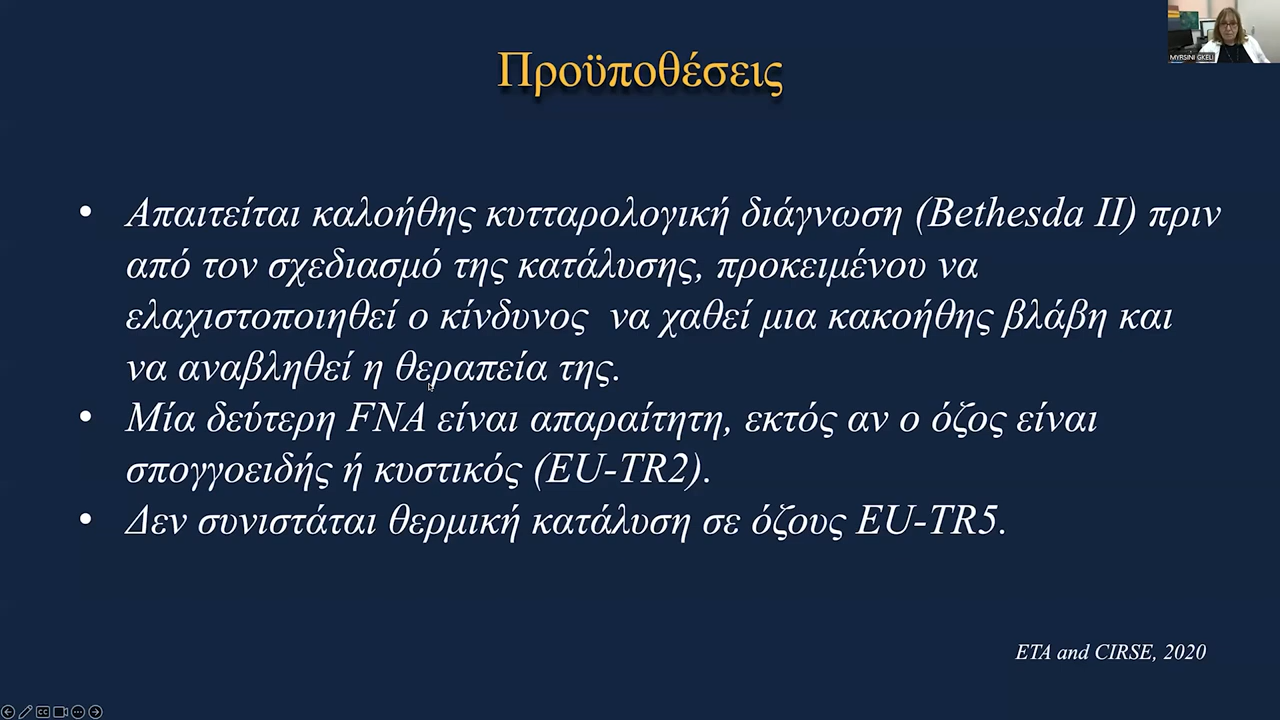 Προϋποθέσεις
MYRSINI GKELI
• Απαιτείται καλοήθης κυτταρολογική διάγνωση (Bethesda II) πριν
από τον σχεδιασμό της κατάλυσης, προκειμένου να
ελαχιστοποιηθεί ο κίνδυνος να χαθεί μια κακοήθης βλάβη και
να αναβληθεί η θεραπεία της.
• Μία δεύτερη FNA είναι απαραίτητη, εκτός αν ο όζος είναι
σπογγοειδής ή κυστικός (EU-TR2).
• Δεν συνιστάται θερμική κατάλυση σε όζους EU-TR5.
ETA and CIRSE, 2020